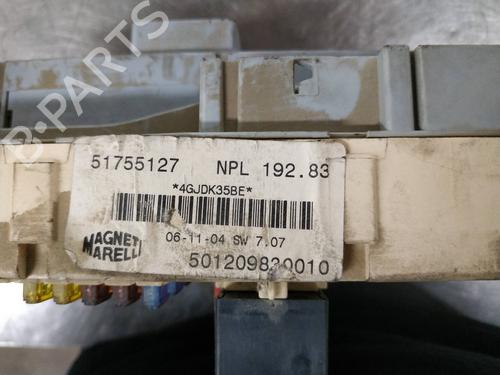 51755127 NPL 192.83
*4GJDK35BE*
06-11-04 SW 7.07
MAGNETI
MARELLI
501209830010
B-PARTS